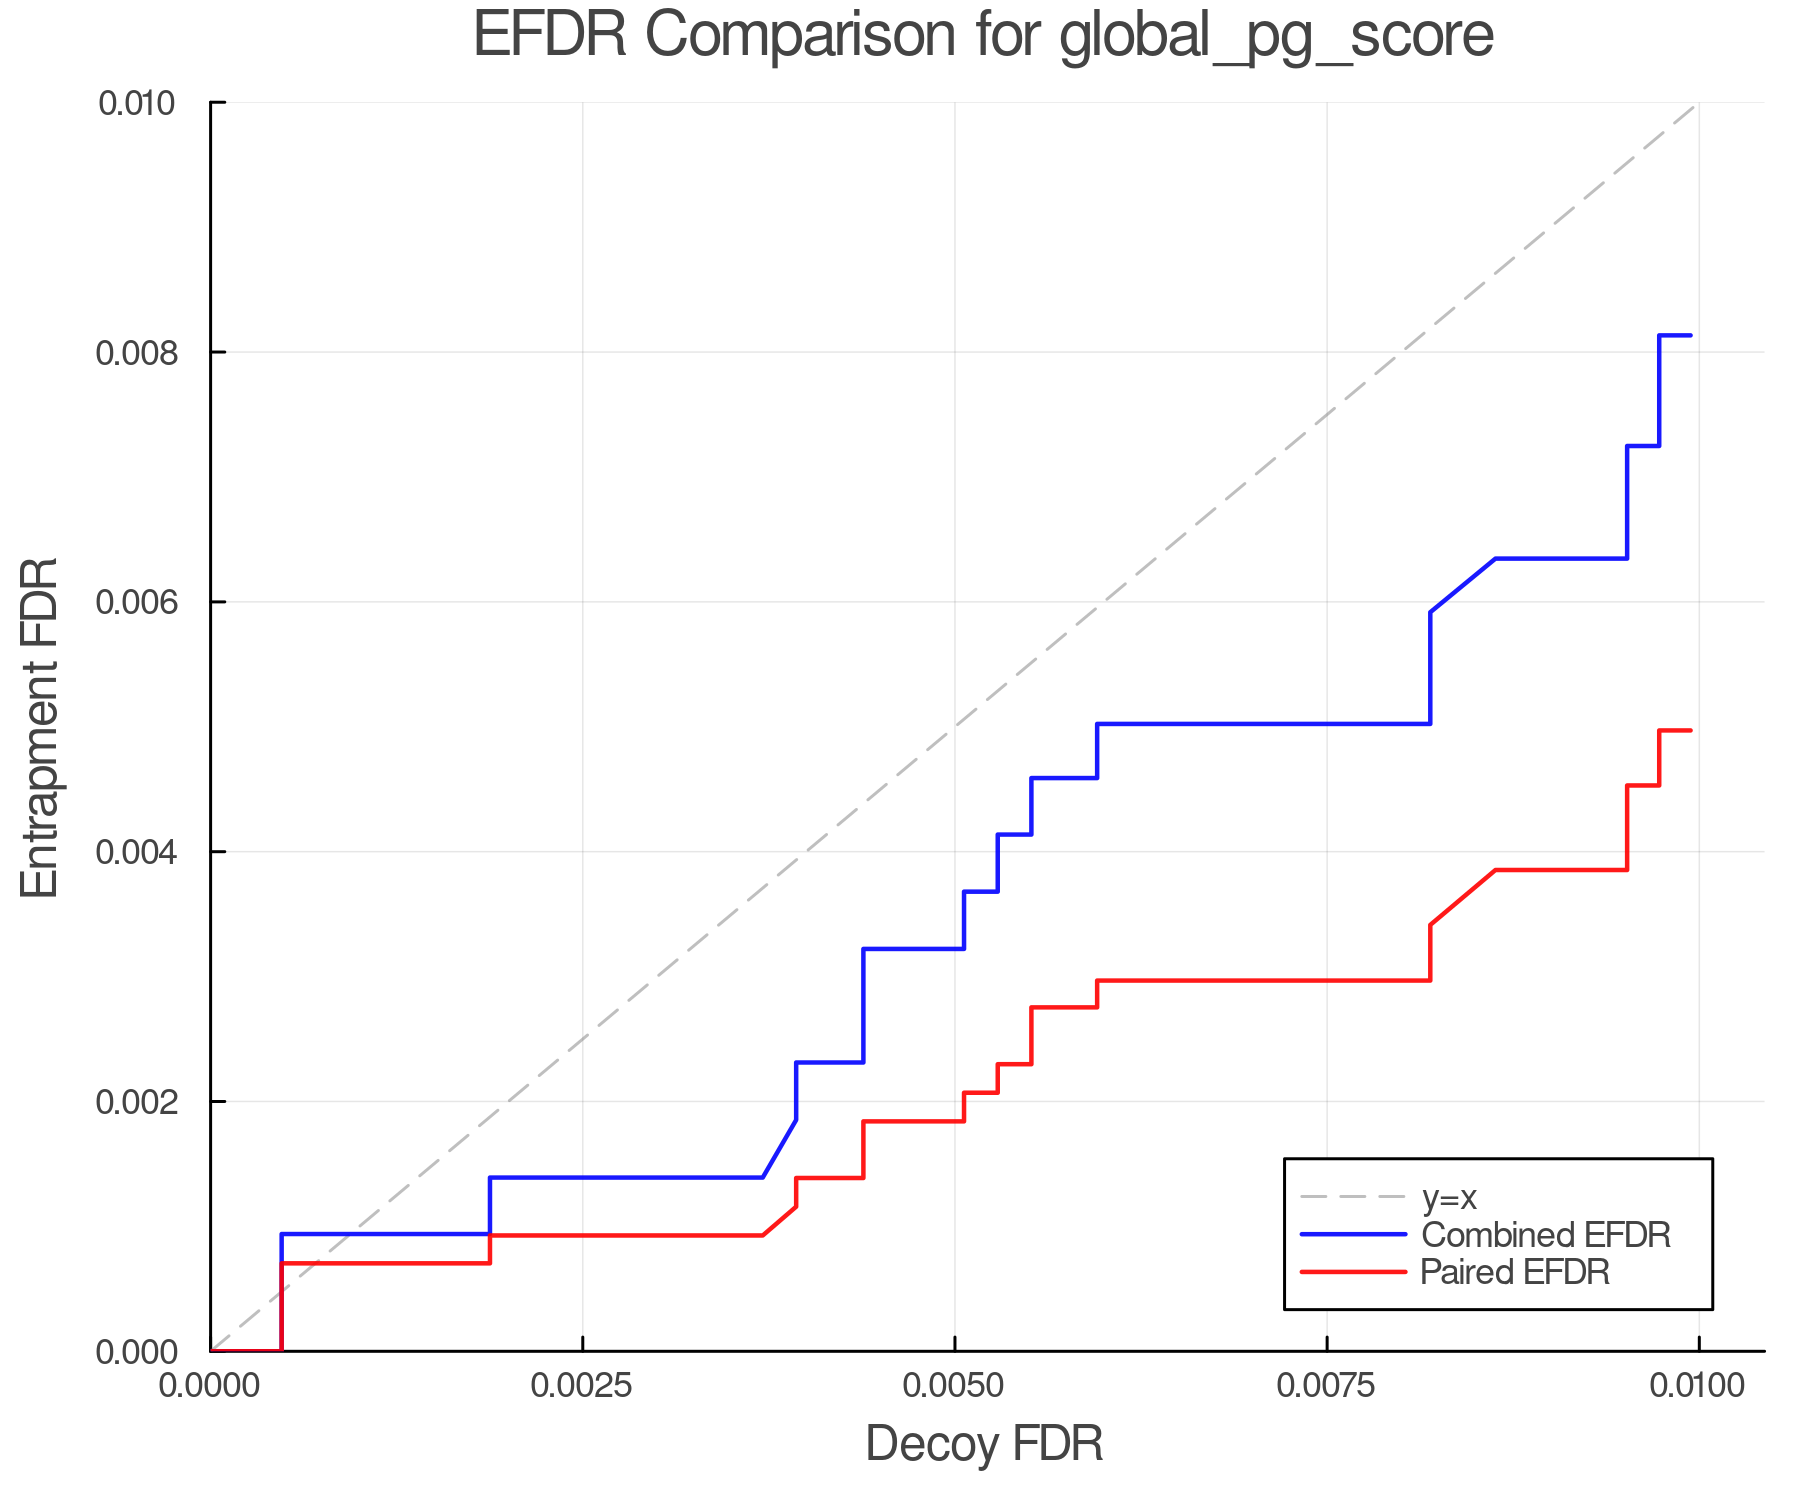 EFDR Comparison for global_pg_score
0.010
0.008
0.006
0.004
0.002
0.000
Entrapment FDR
y=x
Combined EFDR
Paired EFDR
0.0000 0.0025 0.0050 0.0075 0.0100
Decoy FDR